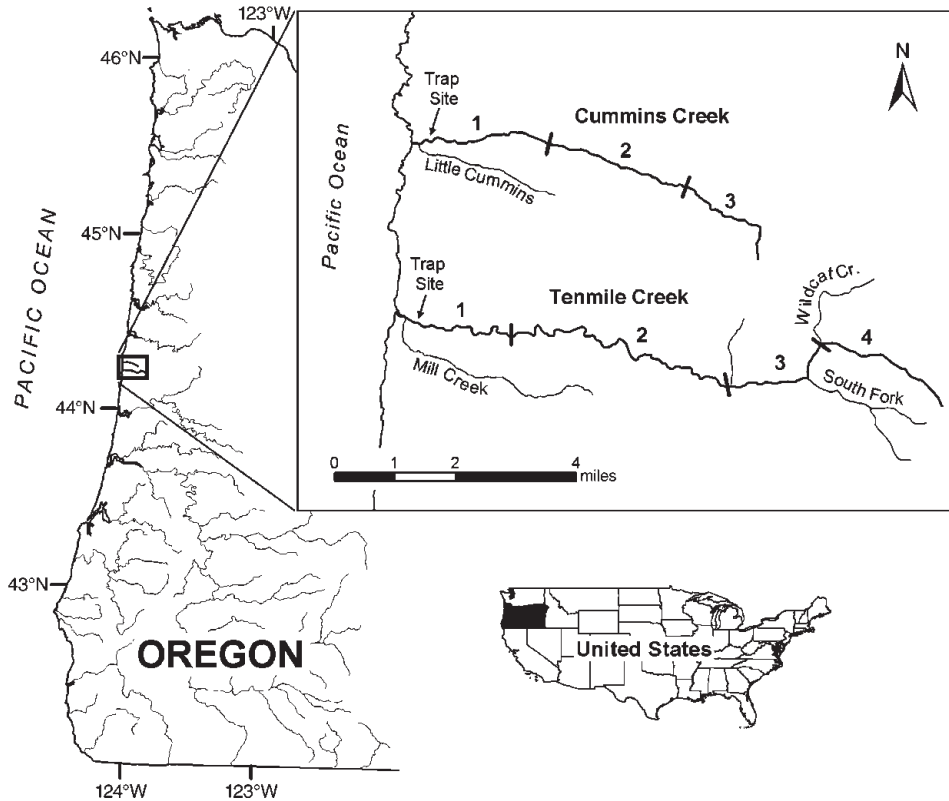 123°W
46°N
45°N
44°N
43°N
124°W
123°W
PACIFIC OCEAN
OREGON
N
Pacific Ocean
Trap
Site
1
Cummins Creek
2
3
Little Cummins
Trap
Site
1
Tenmile Creek
2
3
4
Wildcat Cr.
Mill Creek
South Fork
0
1
2
4
miles
United States